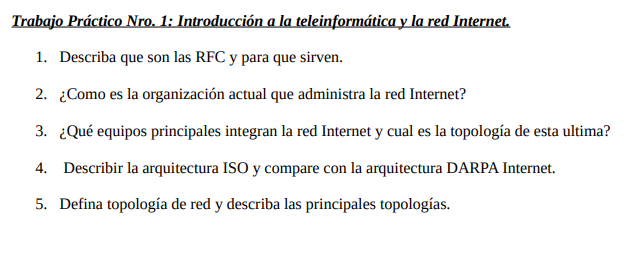 Trabajo Práctico Nro. 1: Introducción a la teleinformática y la red Internet.
1. Describa que son las RFC y para que sirven.
2. ¿Como es la organización actual que administra la red Internet?
3. ¿Qué equipos principales integran la red Internet y cual es la topología de esta ultima?
4. Describir la arquitectura ISO y compare con la arquitectura DARPA Internet.
5. Defina topología de red y describa las principales topologías.